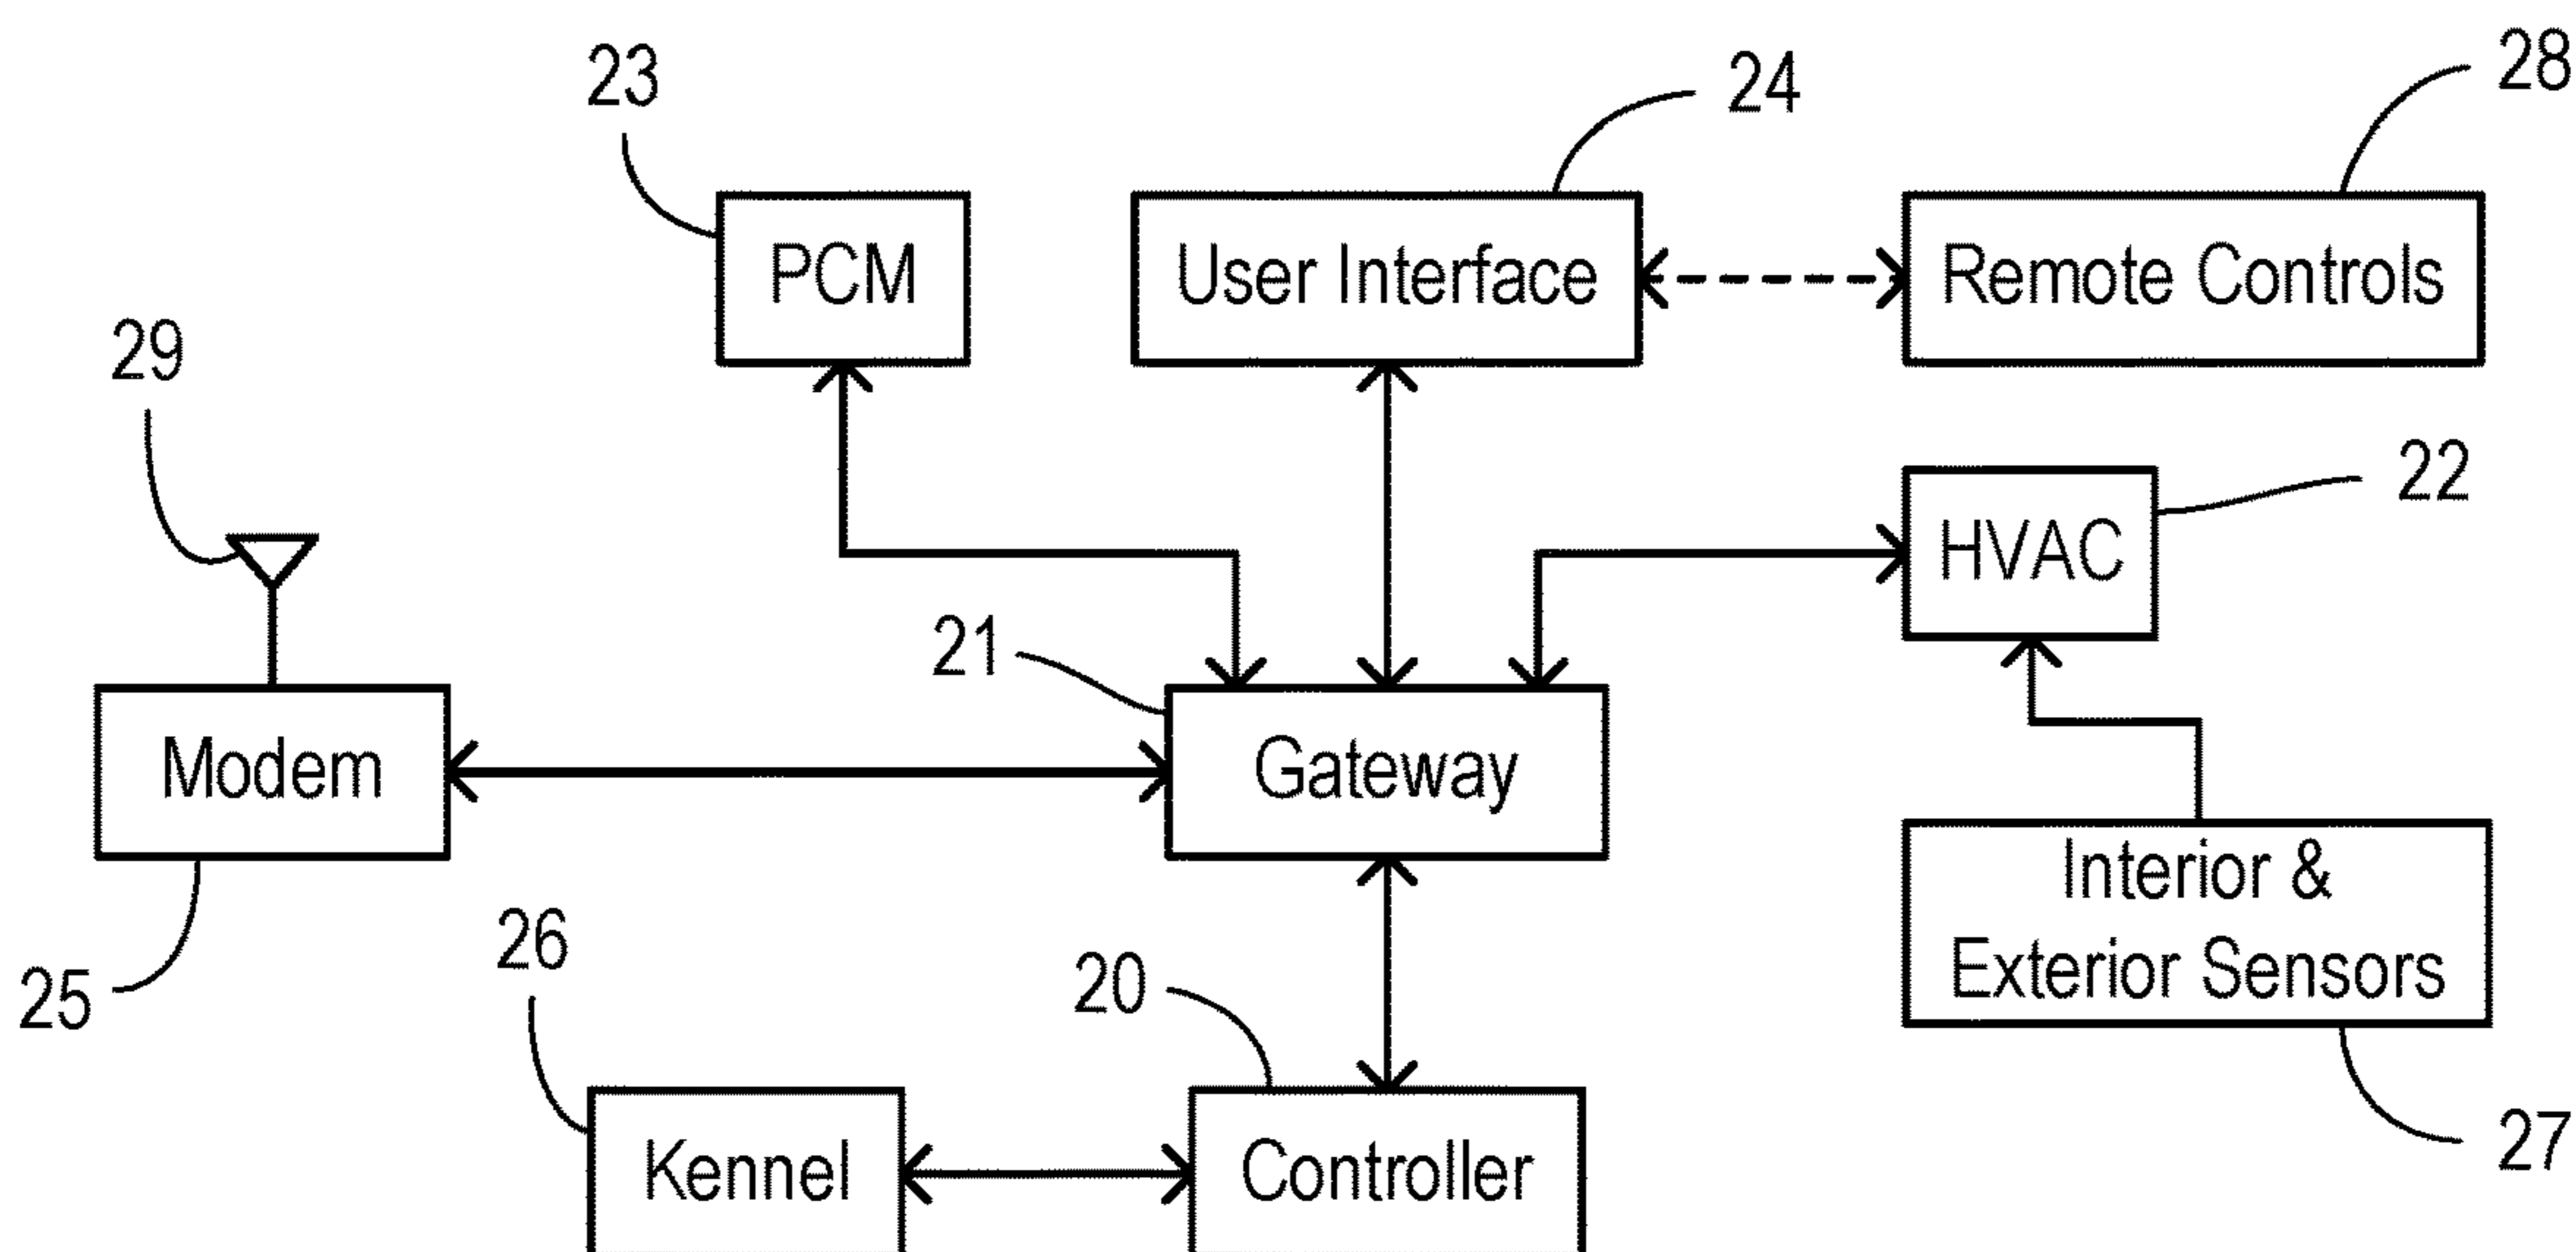 23
24
28
PCM
User Interface
Remote Controls
29
22
HVAC
21
Modem
Gateway
Interior &
Exterior Sensors
25
26
20
27
Kennel
Controller